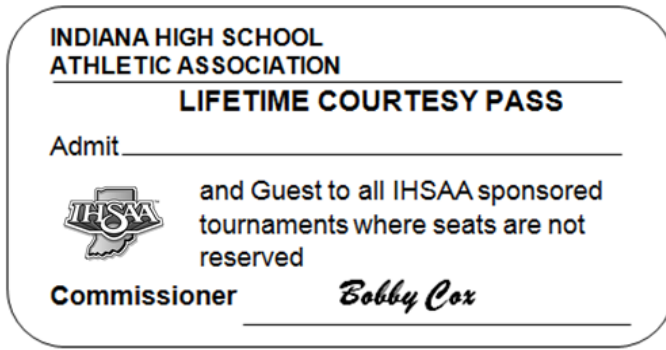 INDIANA HIGH SCHOOL
ATHLETIC ASSOCIATION
LIFETIME COURTESY PASS
Admit
IHSAA
and Guest to all IHSAA sponsored
tournaments where seats are not
reserved
Commissioner Bobby Cox